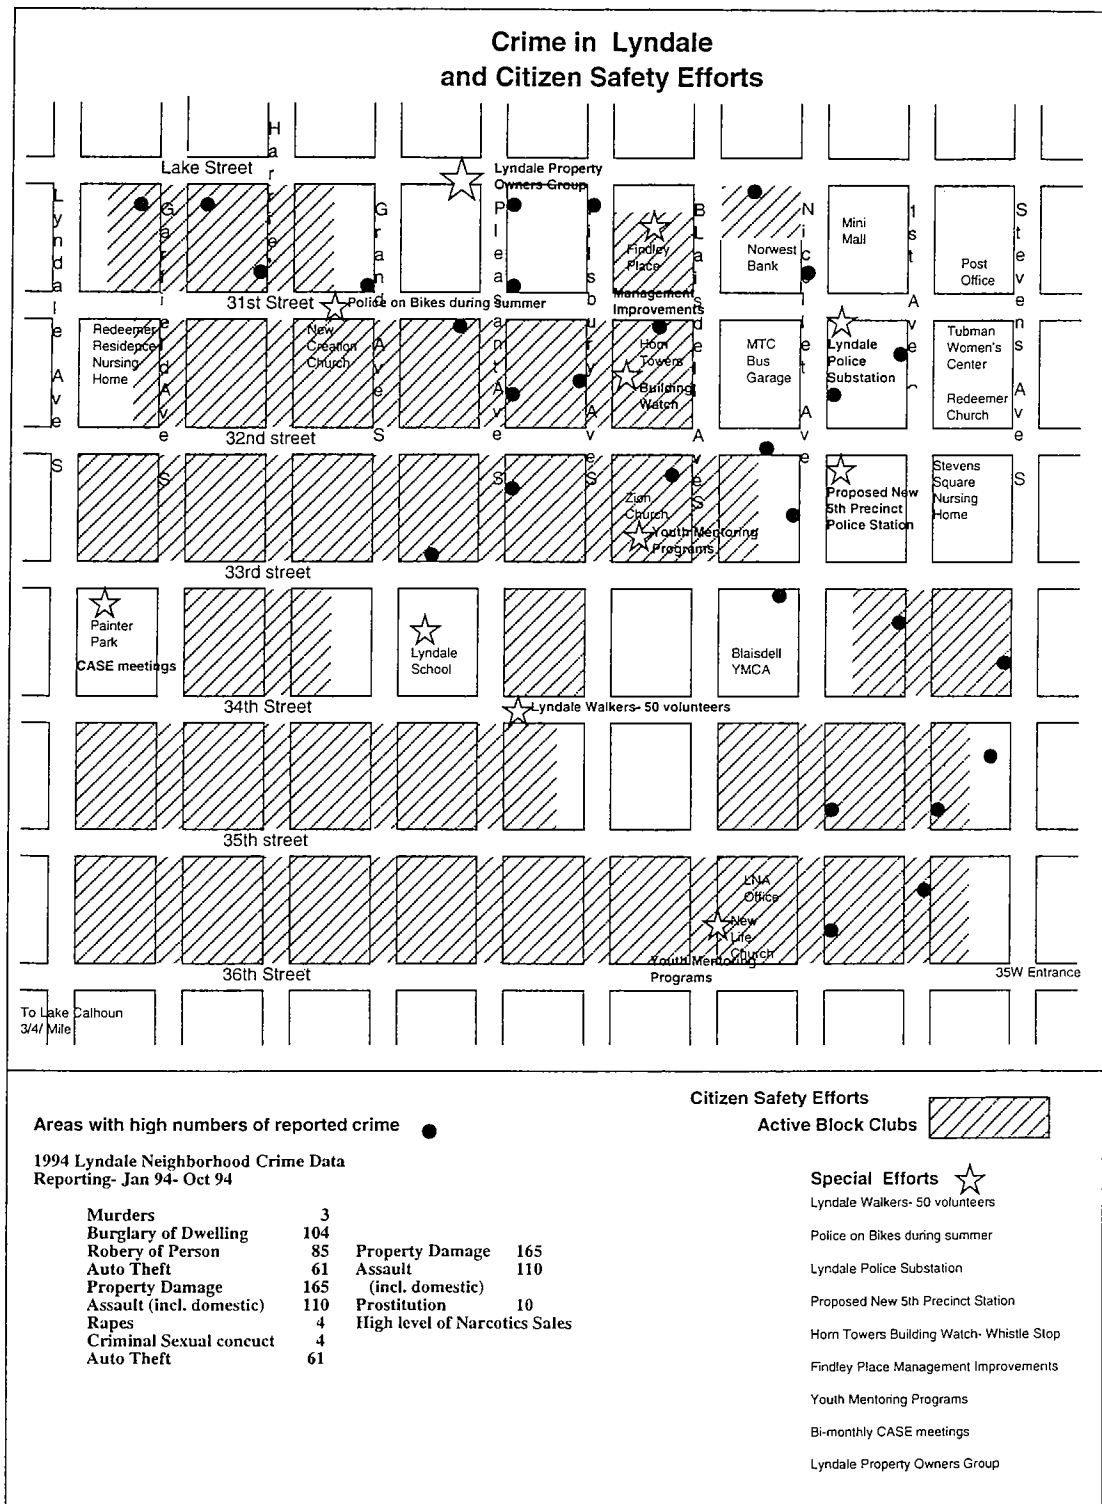 Crime in Lyndale
and Citizen Safety Efforts
Lake Street
Lyndale Ave S
Garfield Ave S
Harriet
Grand Ave S
Pleasant Ave S
Pilsbury Ave S
Blaisdell Ave S
Nicollet Ave
1st Ave
Stevens Ave S
Lyndale Property
Owners Group
Findley
Place
Management
Improvements
Norwest
Bank
Mini
Mall
Post
Office
31st Street
Police on Bikes during summer
Redeemer
Residence
Nursing
Home
New
Creation
Church
Horn
Towers
Building
Watch
MTC
Bus
Garage
Lyndale
Police
Substation
Tubman
Women's
Center
Redeemer
Church
32nd street
Zion
Church
Youth Mentoring
Programs
Proposed New
5th Precinct
Police Station
Stevens
Square
Nursing
Home
33rd street
Painter
Park
CASE meetings
Lyndale
School
Blaisdell
YMCA
34th Street
Lyndale Walkers- 50 volunteers
35th street
LNA
Office
New
Life
Church
Youth Mentoring
Programs
36th Street
35W Entrance
To Lake Calhoun
3/4/ Mile
Areas with high numbers of reported crime
1994 Lyndale Neighborhood Crime Data
Reporting- Jan 94- Oct 94
Murders 3
Burglary of Dwelling 104
Robery of Person 85
Auto Theft 61
Property Damage 165
Assault (incl. domestic) 110
Rapes 4
Criminal Sexual concuct 4
Auto Theft 61
Property Damage 165
Assault 110
(incl. domestic)
Prostitution 10
High level of Narcotics Sales
Citizen Safety Efforts
Active Block Clubs
Special Efforts
Lyndale Walkers- 50 volunteers
Police on Bikes during summer
Lyndale Police Substation
Proposed New 5th Precinct Station
Horn Towers Building Watch- Whistle Stop
Findley Place Management Improvements
Youth Mentoring Programs
Bi-monthly CASE meetings
Lyndale Property Owners Group